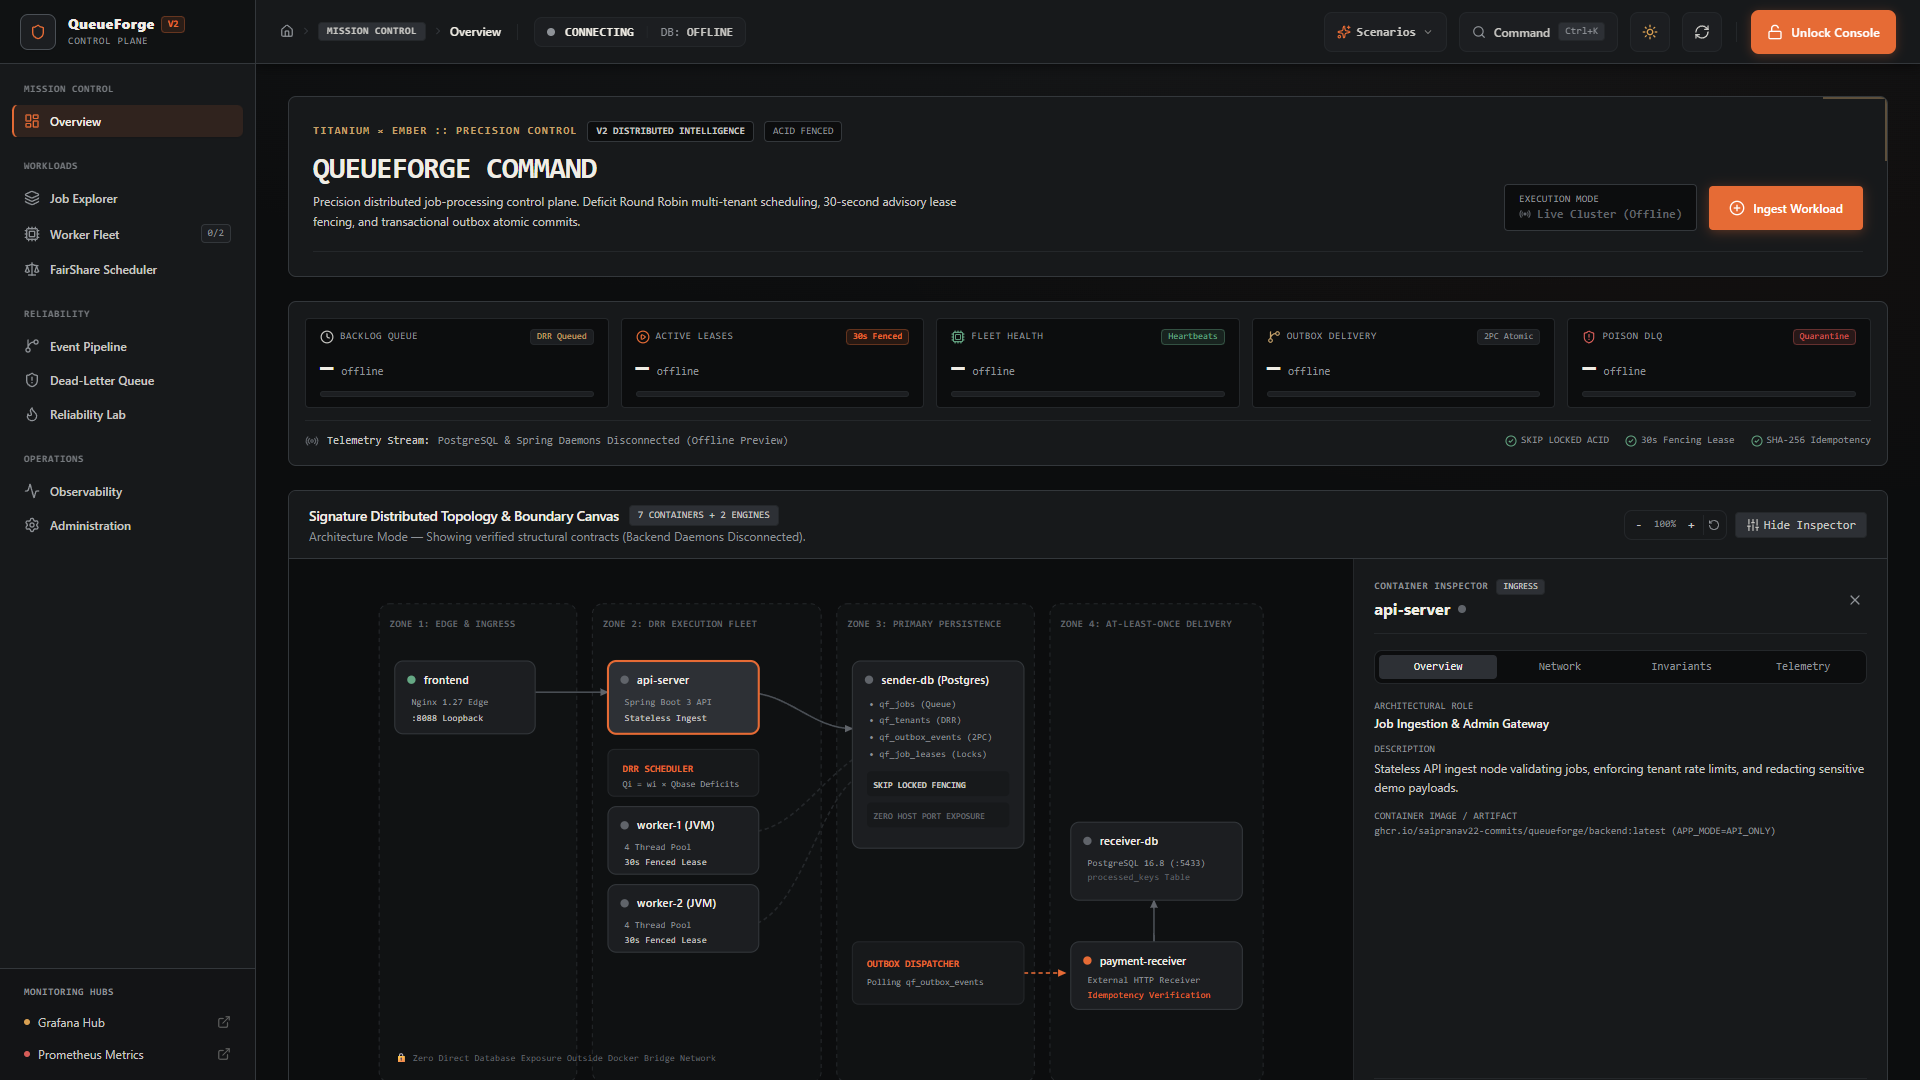 QueueForge V2
CONTROL PLANE
MISSION CONTROL
Overview
CONNECTING
DB: OFFLINE
Scenarios
Command Ctrl+K
Unlock Console
MISSION CONTROL
Overview
WORKLOADS
Job Explorer
Worker Fleet 0/2
FairShare Scheduler
RELIABILITY
Event Pipeline
Dead-Letter Queue
Reliability Lab
OPERATIONS
Observability
Administration
MONITORING HUBS
Grafana Hub
Prometheus Metrics
TITANIUM × EMBER :: PRECISION CONTROL V2 DISTRIBUTED INTELLIGENCE ACID FENCED
QUEUEFORGE COMMAND
Precision distributed job-processing control plane. Deficit Round Robin multi-tenant scheduling, 30-second advisory lease
fencing, and transactional outbox atomic commits.
EXECUTION MODE
Live Cluster (Offline)
Ingest Workload
BACKLOG QUEUE DRR Queued
— offline
ACTIVE LEASES 30s Fenced
— offline
FLEET HEALTH Heartbeats
— offline
OUTBOX DELIVERY 2PC Atomic
— offline
POISON DLQ Quarantine
— offline
Telemetry Stream: PostgreSQL & Spring Daemons Disconnected (Offline Preview)
SKIP LOCKED ACID 30s Fencing Lease SHA-256 Idempotency
Signature Distributed Topology & Boundary Canvas 7 CONTAINERS + 2 ENGINES
Architecture Mode — Showing verified structural contracts (Backend Daemons Disconnected).
- 100% +
Hide Inspector
ZONE 1: EDGE & INGRESS
frontend
Nginx 1.27 Edge
:8088 Loopback
ZONE 2: DRR EXECUTION FLEET
api-server
Spring Boot 3 API
Stateless Ingest
DRR SCHEDULER
Qi = wi × Qbase Deficits
worker-1 (JVM)
4 Thread Pool
30s Fenced Lease
worker-2 (JVM)
4 Thread Pool
30s Fenced Lease
ZONE 3: PRIMARY PERSISTENCE
sender-db (Postgres)
• qf_jobs (Queue)
• qf_tenants (DRR)
• qf_outbox_events (2PC)
• qf_job_leases (Locks)
SKIP LOCKED FENCING
ZERO HOST PORT EXPOSURE
OUTBOX DISPATCHER
Polling qf_outbox_events
ZONE 4: AT-LEAST-ONCE DELIVERY
receiver-db
PostgreSQL 16.8 (:5433)
processed_keys Table
payment-receiver
External HTTP Receiver
Idempotency Verification
Zero Direct Database Exposure Outside Docker Bridge Network
CONTAINER INSPECTOR INGRESS
api-server
Overview Network Invariants Telemetry
ARCHITECTURAL ROLE
Job Ingestion & Admin Gateway
DESCRIPTION
Stateless API ingest node validating jobs, enforcing tenant rate limits, and redacting sensitive
demo payloads.
CONTAINER IMAGE / ARTIFACT
ghcr.io/saipranav22-commits/queueforge/backend:latest (APP_MODE=API_ONLY)